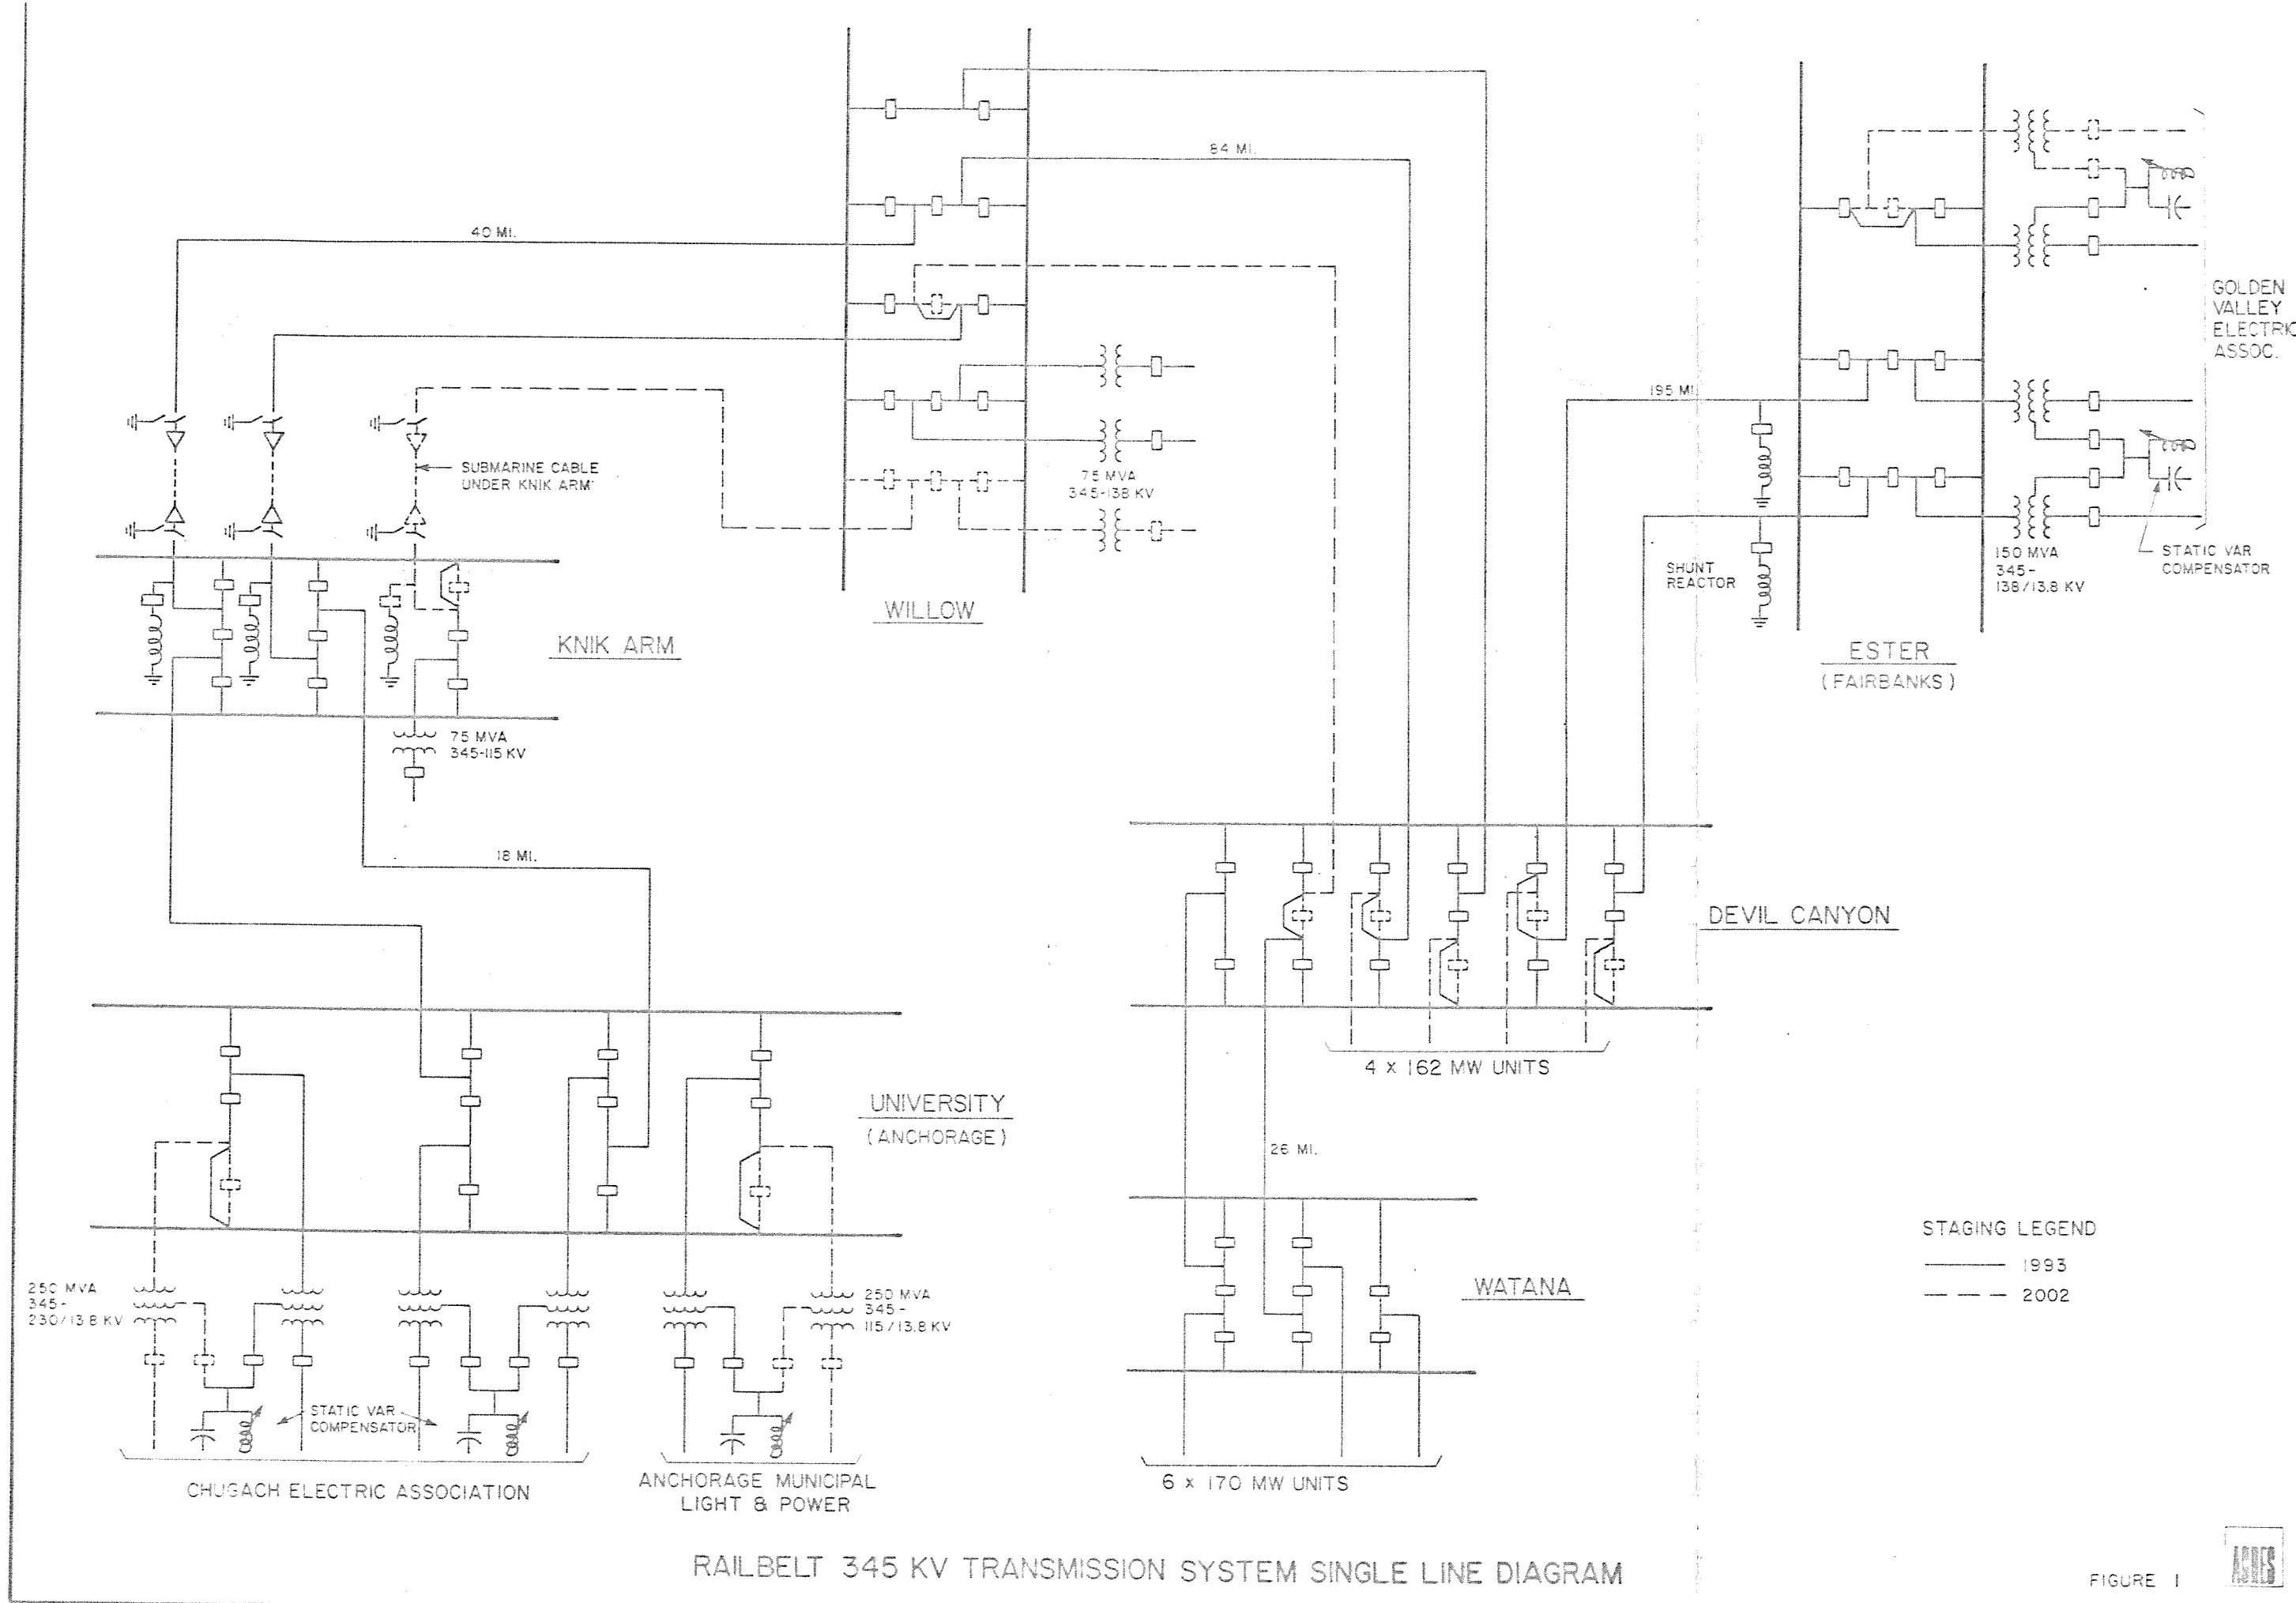 84 MI.
40 MI.
SUBMARINE CABLE
UNDER KNIK ARM
75 MVA
345-138 KV
WILLOW
KNIK ARM
75 MVA
345-115 KV
18 MI.
195 MI.
SHUNT
REACTOR
150 MVA
345-
138/13.8 KV
STATIC VAR
COMPENSATOR
GOLDEN
VALLEY
ELECTRIC
ASSOC.
ESTER
(FAIRBANKS)
DEVIL CANYON
4 x 162 MW UNITS
UNIVERSITY
(ANCHORAGE)
26 MI.
WATANA
6 x 170 MW UNITS
STAGING LEGEND
1993
2002
250 MVA
345-
230/13.8 KV
250 MVA
345-
115/13.8 KV
STATIC VAR
COMPENSATOR
CHUGACH ELECTRIC ASSOCIATION
ANCHORAGE MUNICIPAL
LIGHT & POWER
RAILBELT 345 KV TRANSMISSION SYSTEM SINGLE LINE DIAGRAM
FIGURE 1
ACRES